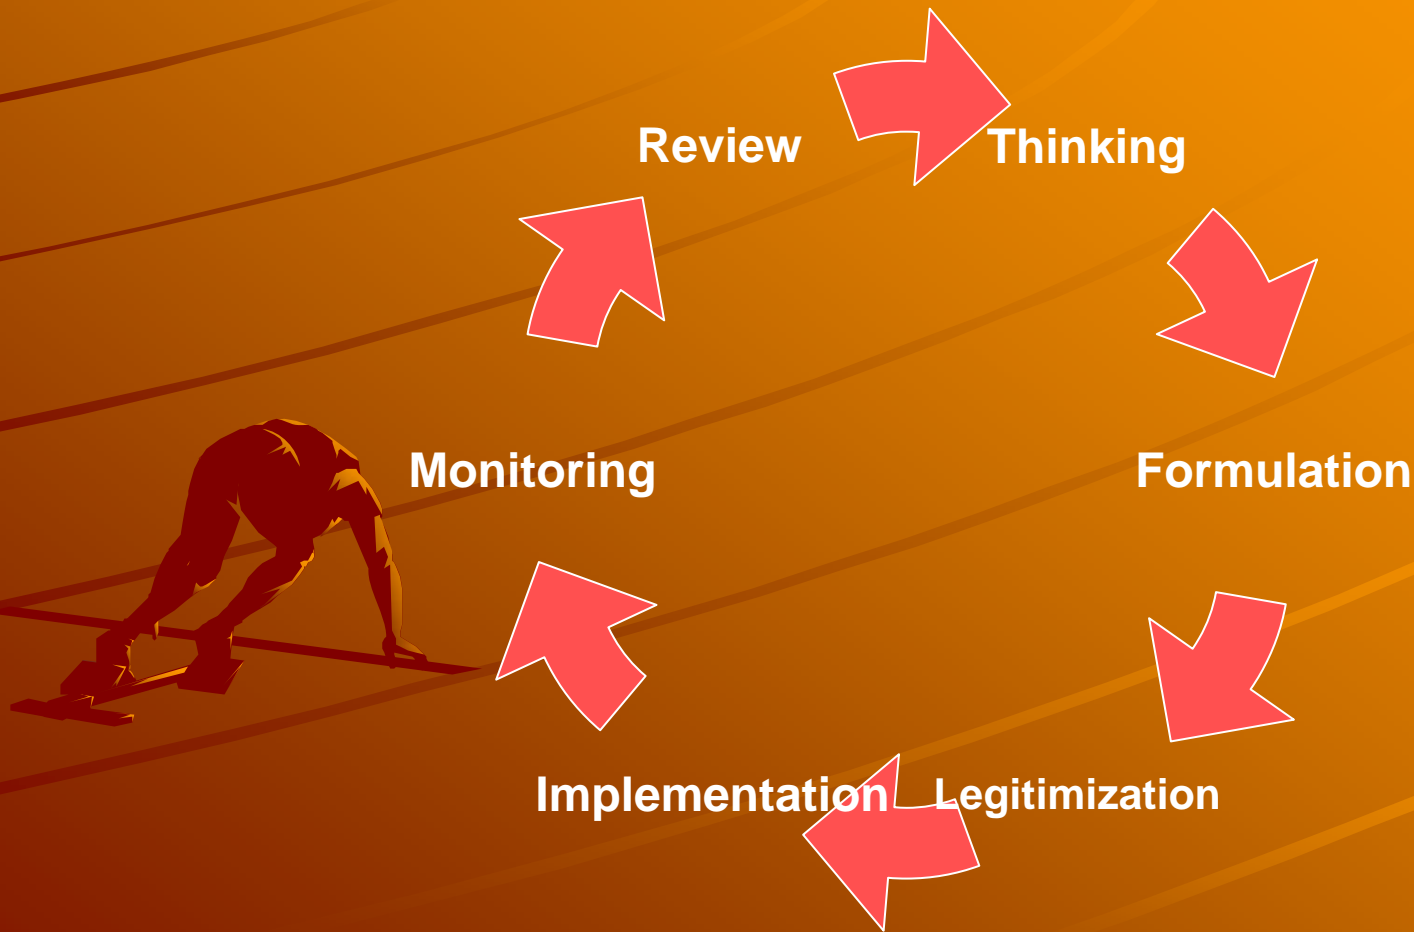 Review
Thinking
Monitoring
Formulation
Implementation
Legitimization